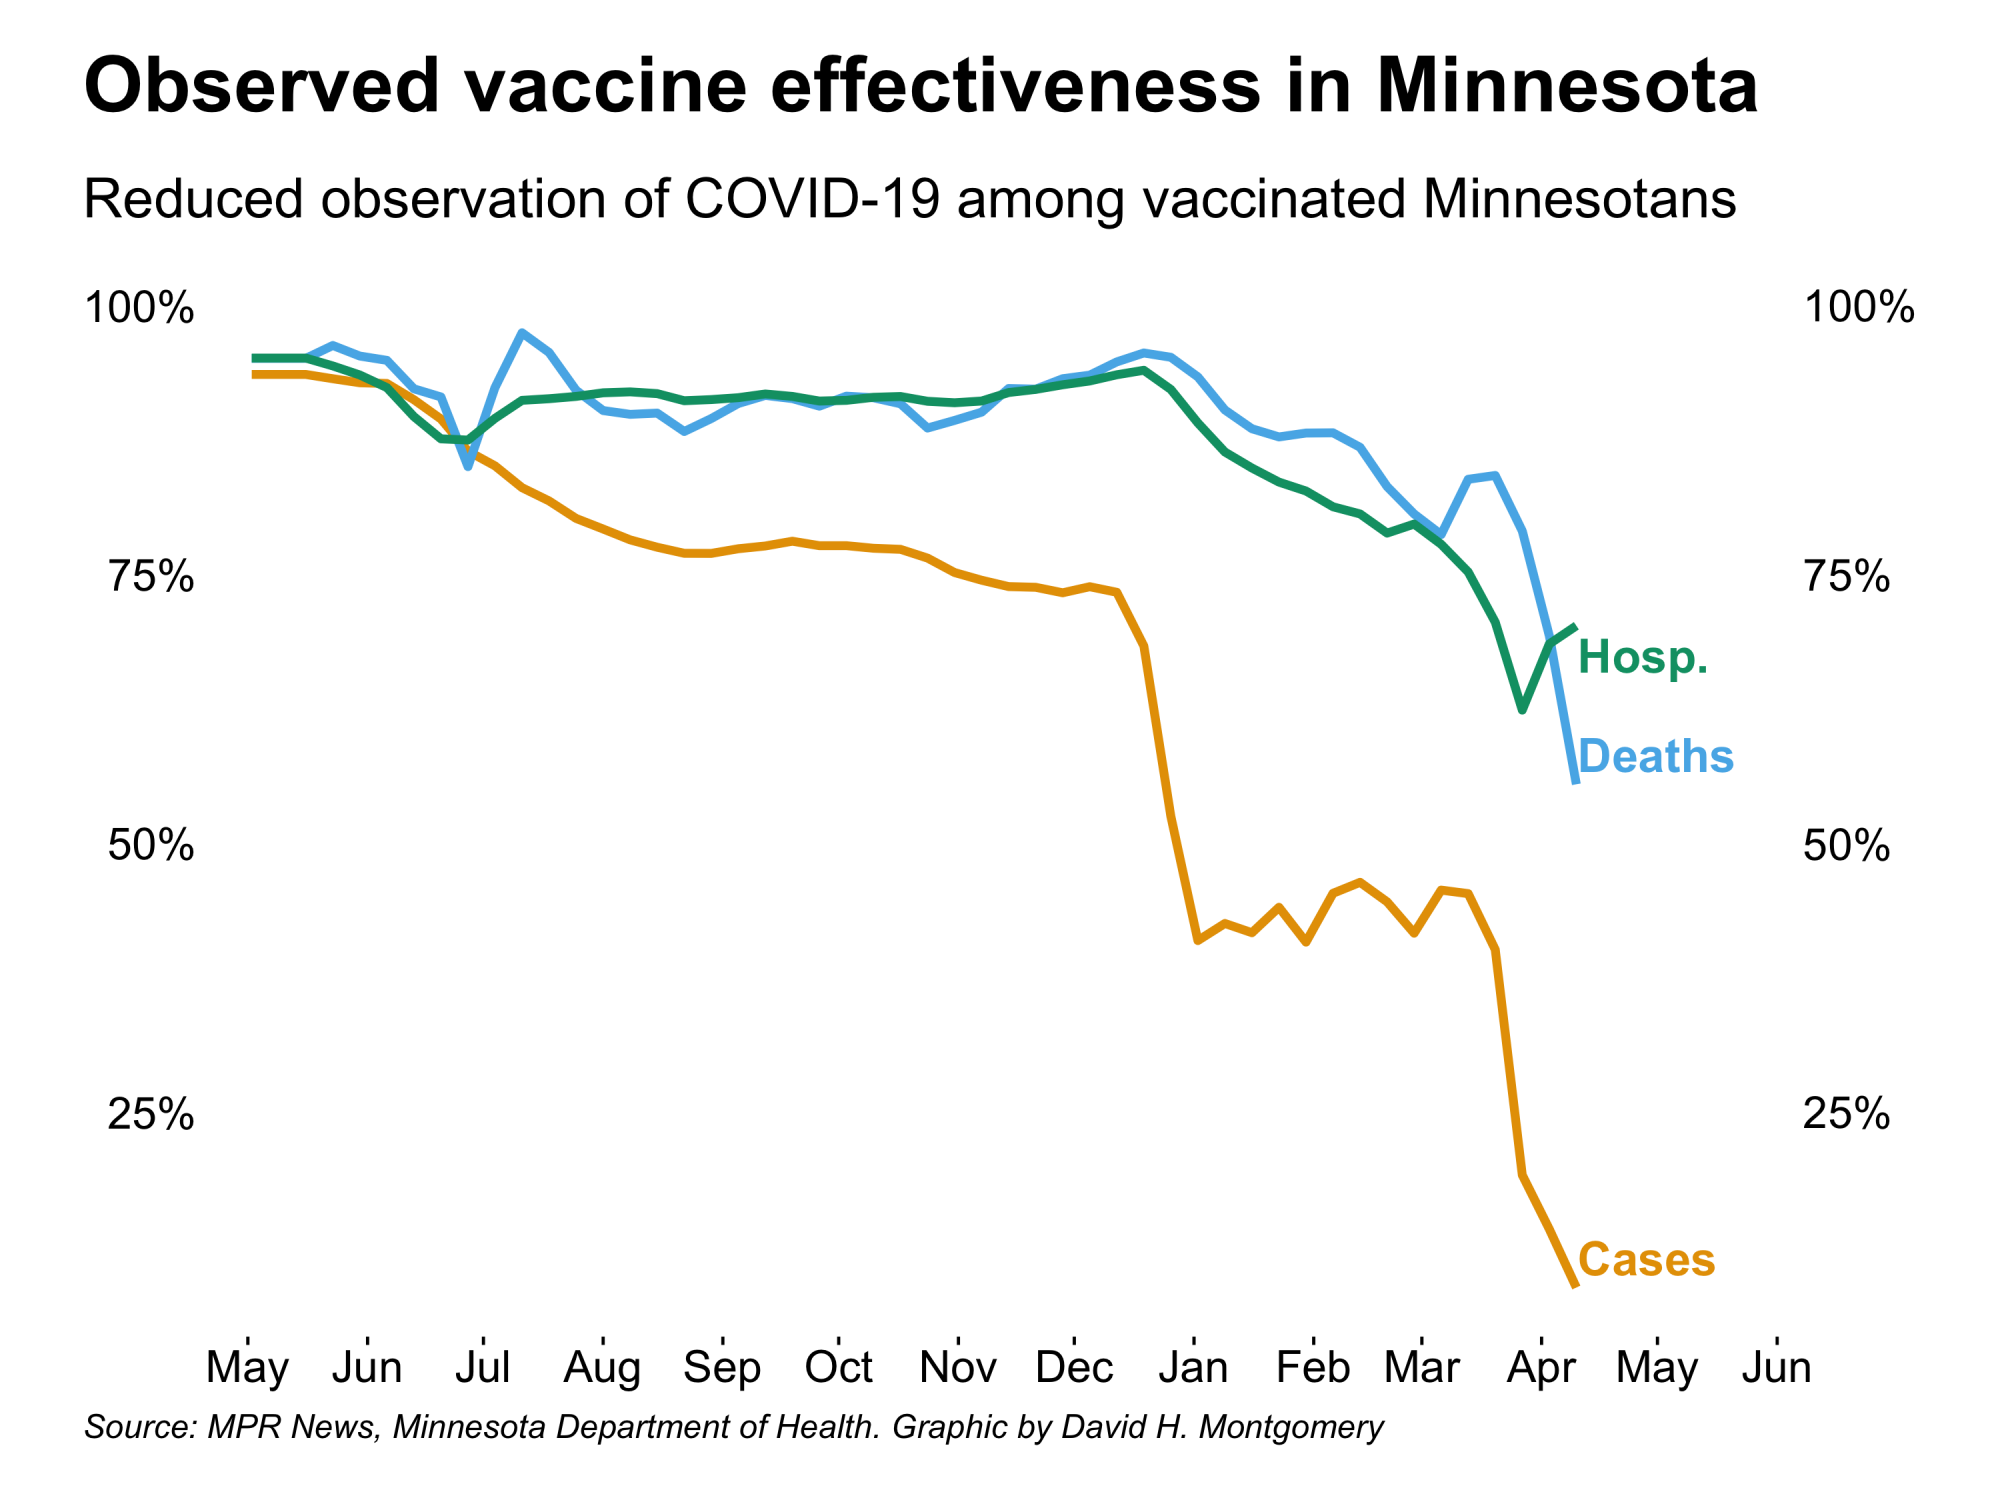 Observed vaccine effectiveness in Minnesota
Reduced observation of COVID-19 among vaccinated Minnesotans
100% 100%
75% 75%
Hosp.
Deaths
50% 50%
25% 25%
Cases
May Jun Jul Aug Sep Oct Nov Dec Jan Feb Mar Apr May Jun
Source: MPR News, Minnesota Department of Health. Graphic by David H. Montgomery